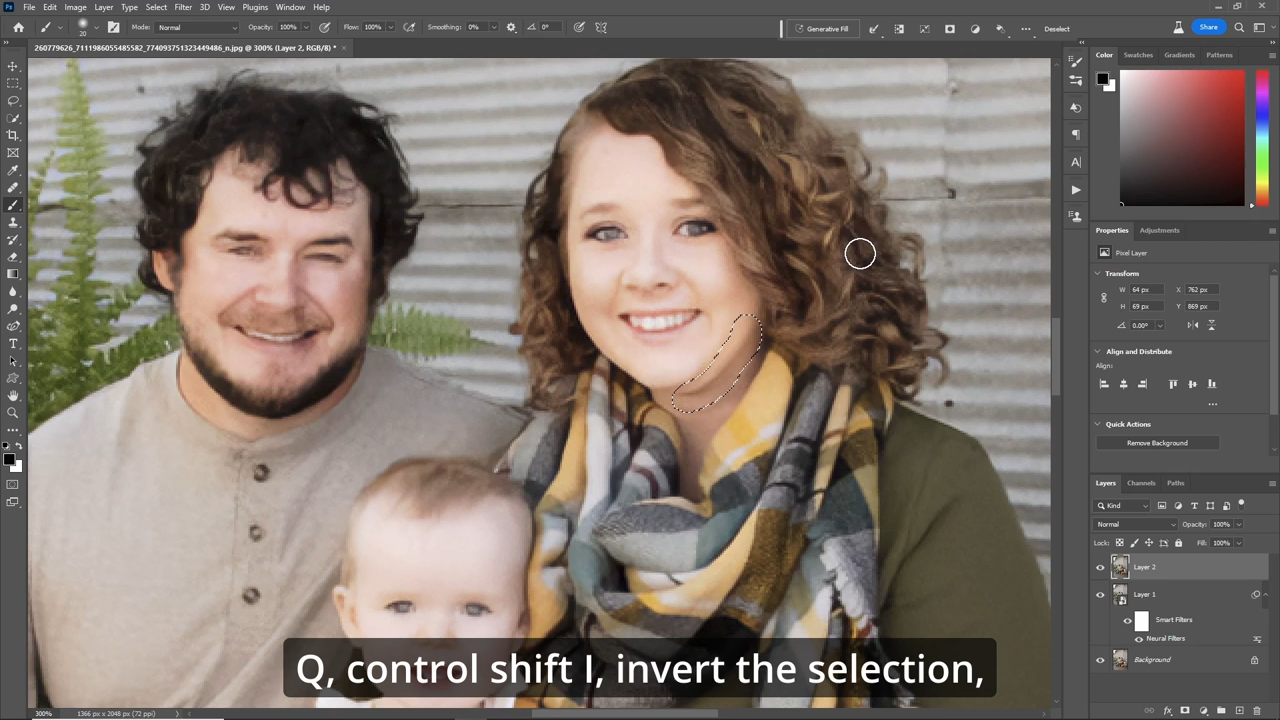 File Edit Image Layer Type Select Filter 3D View Plugins Window Help
20 Mode: Normal Opacity: 100% Flow: 100% Smoothing: 0% 0° Generative Fill Deselect Share
260779626_7111986055485582_7740937513234494​86_n.jpg @ 300% (Layer 2, RGB/8) * ×
Color Swatches Gradients Patterns
Properties Adjustments
Pixel Layer
Transform
W 64 px X 762 px
H 69 px Y 869 px
0.00°
Align and Distribute
Align:
Quick Actions
Remove Background
Layers Channels Paths
Kind
Normal Opacity: 100%
Lock: Fill: 100%
Layer 2
Layer 1
Smart Filters
Neural Filters
Background
Q, control shift I, invert the selection,
300% 1366 px x 2048 px (72 ppi)